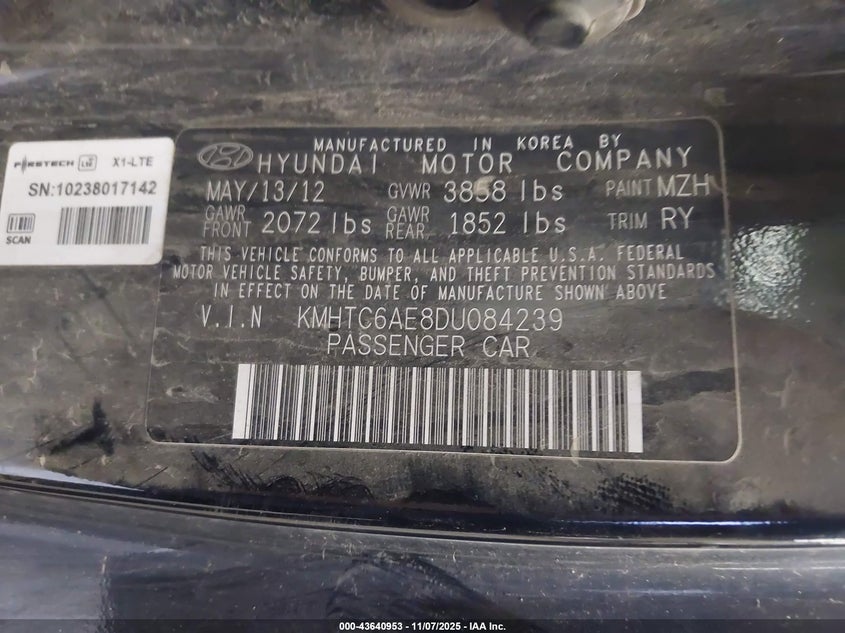 FIRSTECH LTE X1-LTE
SN:10238017142
SCAN
MANUFACTURED IN KOREA BY
HYUNDAI MOTOR COMPANY
MAY/13/12 GVWR 3858 lbs PAINT MZH
GAWR FRONT 2072 lbs GAWR REAR. 1852 lbs TRIM RY
THIS VEHICLE CONFORMS TO ALL APPLICABLE U.S.A. FEDERAL
MOTOR VEHICLE SAFETY, BUMPER, AND THEFT PREVENTION STANDARDS
IN EFFECT ON THE DATE OF MANUFACTURE SHOWN ABOVE
V.I.N KMHTC6AE8DU084239
PASSENGER CAR
000-43640953 - 11/07/2025 - IAA Inc.